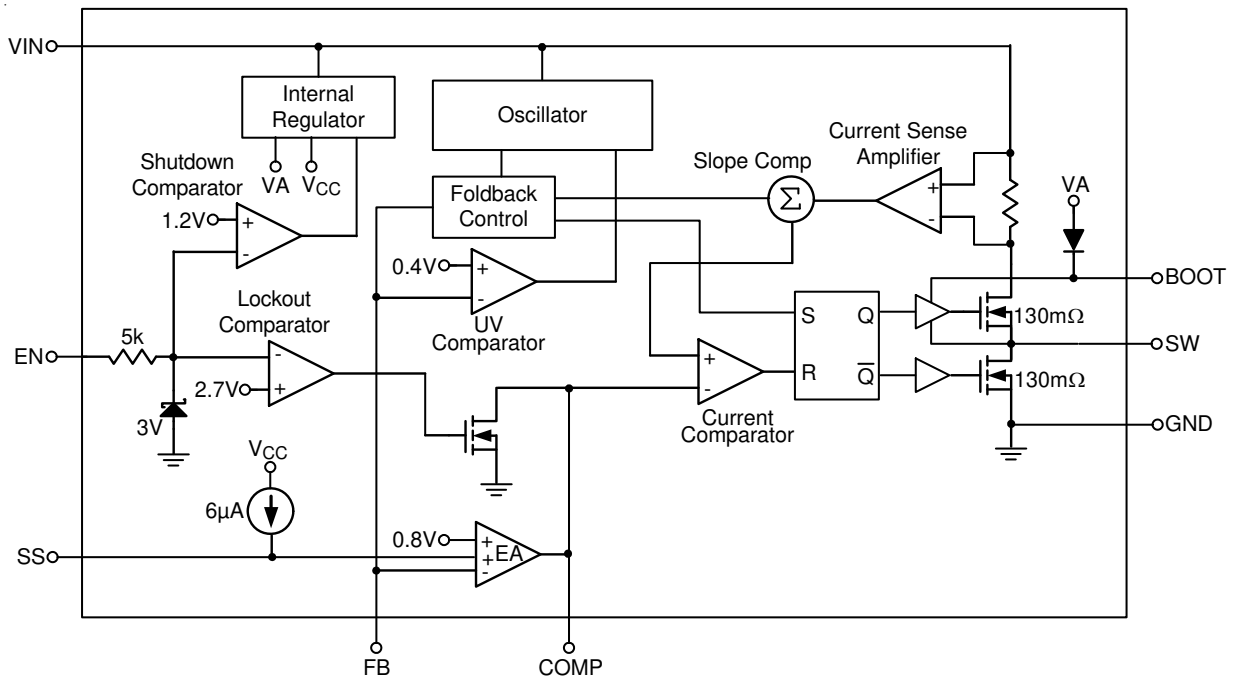 VIN
Internal
Regulator
Oscillator
Shutdown
Comparator
VA
VCC
Foldback
Control
Slope Comp
Σ
Current Sense
Amplifier
+
-
VA
1.2V
+
-
0.4V
+
-
UV
Comparator
Lockout
Comparator
BOOT
S
Q
130mΩ
SW
EN
5k
-
2.7V
+
+
-
R
Q̅
130mΩ
3V
Current
Comparator
GND
VCC
6µA
0.8V
+
+
-
EA
SS
FB
COMP